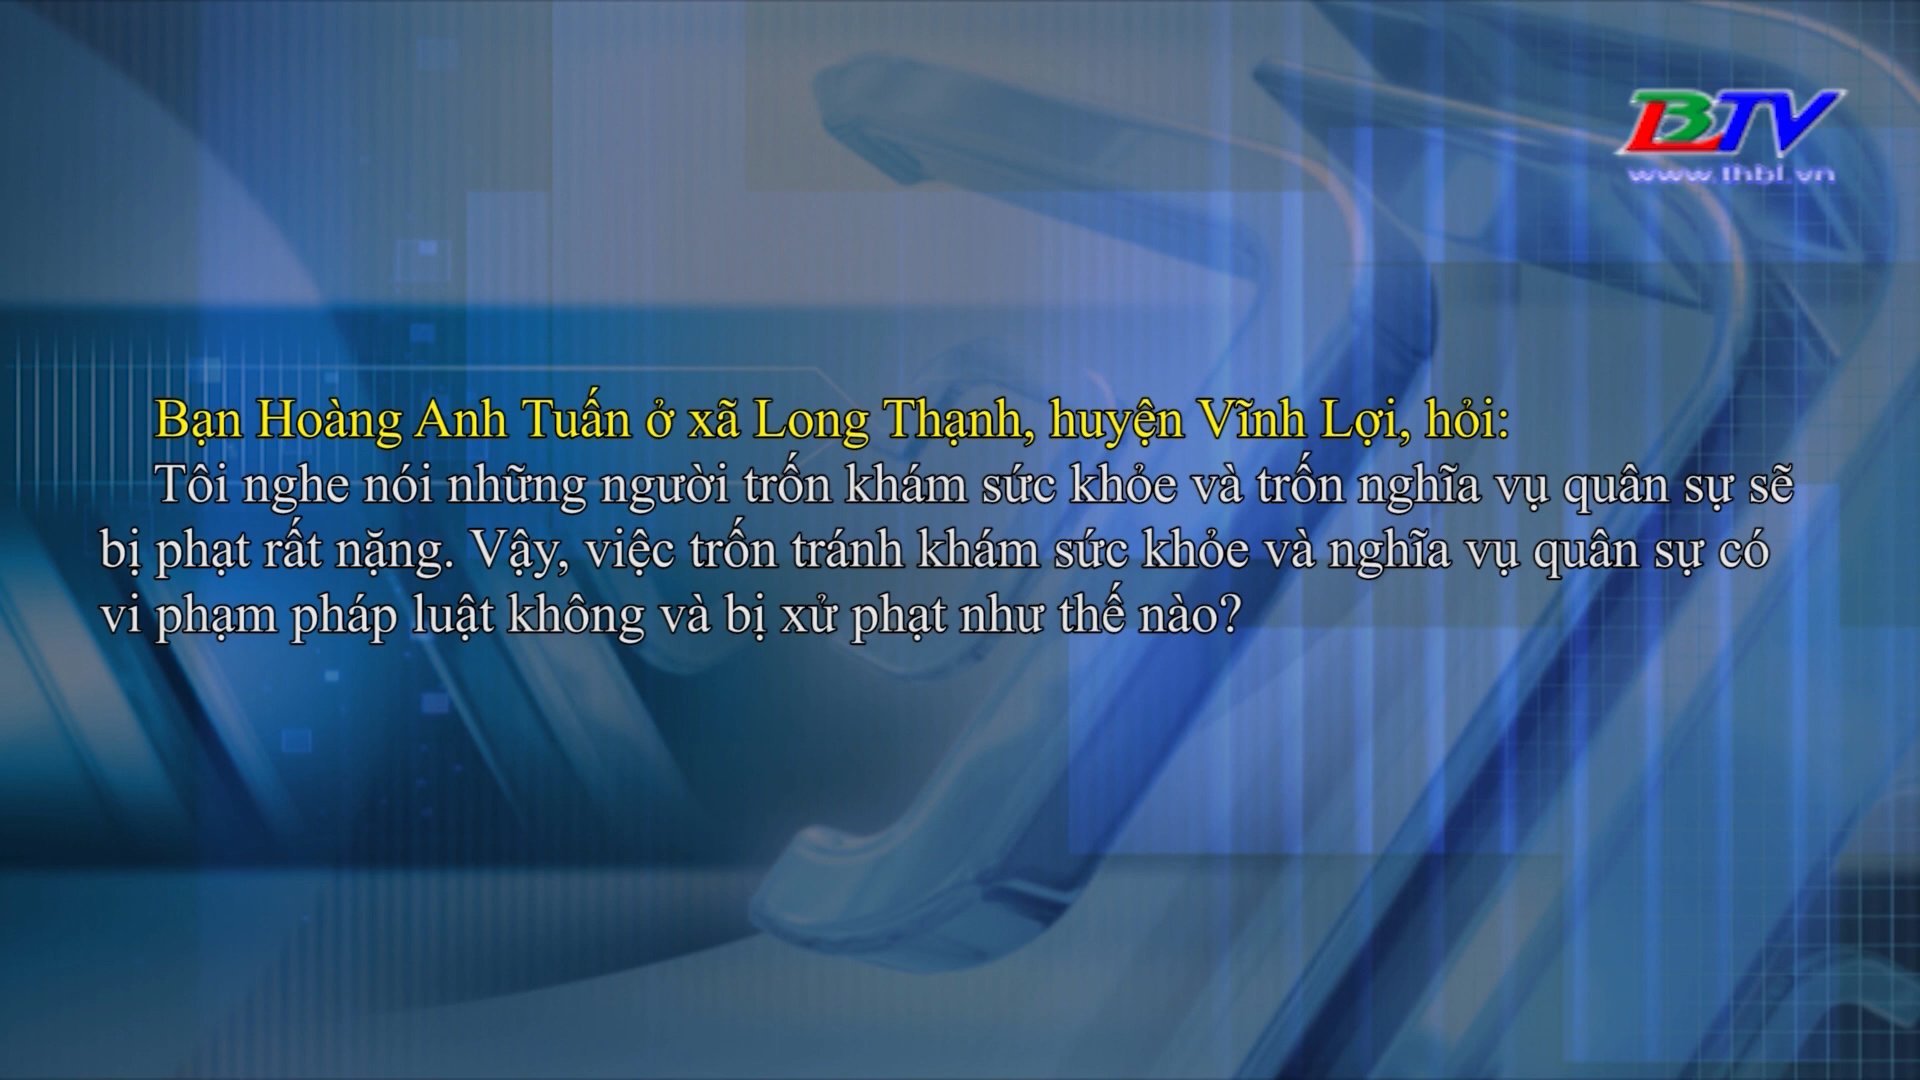 BTV
www.thbl.vn
Bạn Hoàng Anh Tuấn ở xã Long Thạnh, huyện Vĩnh Lợi, hỏi:
Tôi nghe nói những người trốn khám sức khỏe và trốn nghĩa vụ quân sự sẽ
bị phạt rất nặng. Vậy, việc trốn tránh khám sức khỏe và nghĩa vụ quân sự có
vi phạm pháp luật không và bị xử phạt như thế nào?